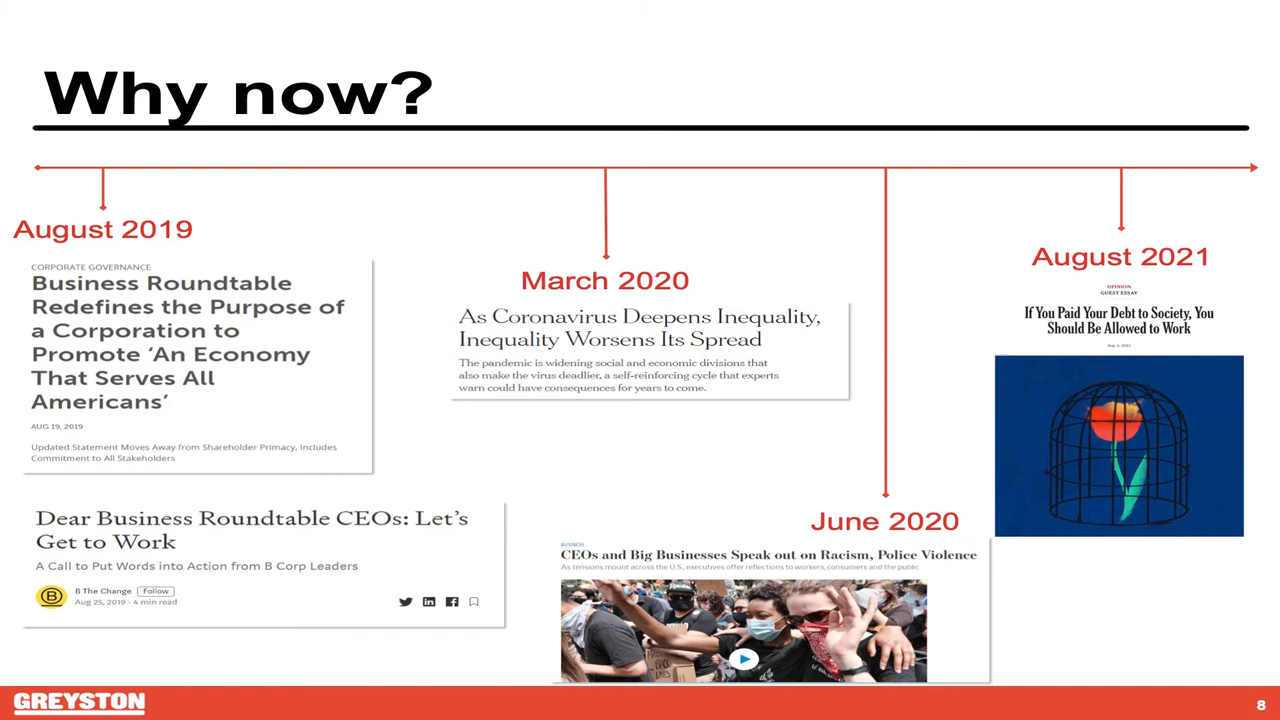 Why now?
August 2019
CORPORATE GOVERNANCE
Business Roundtable
Redefines the Purpose of
a Corporation to
Promote ‘An Economy
That Serves All
Americans’
AUG 19, 2019
Updated Statement Moves Away from Shareholder Primacy, Includes
Commitment to All Stakeholders
Dear Business Roundtable CEOs: Let’s
Get to Work
A Call to Put Words into Action from B Corp Leaders
B The Change Follow
Aug 25, 2019 · 4 min read
March 2020
As Coronavirus Deepens Inequality,
Inequality Worsens Its Spread
The pandemic is widening social and economic divisions that
also make the virus deadlier, a self-reinforcing cycle that experts
warn could have consequences for years to come.
June 2020
BUSINESS
CEOs and Big Businesses Speak out on Racism, Police Violence
As tensions mount across the U.S., executives offer reflections to workers, consumers and the public
August 2021
OPINION
GUEST ESSAY
If You Paid Your Debt to Society, You
Should Be Allowed to Work
Aug. 4, 2021
GREYSTON
8